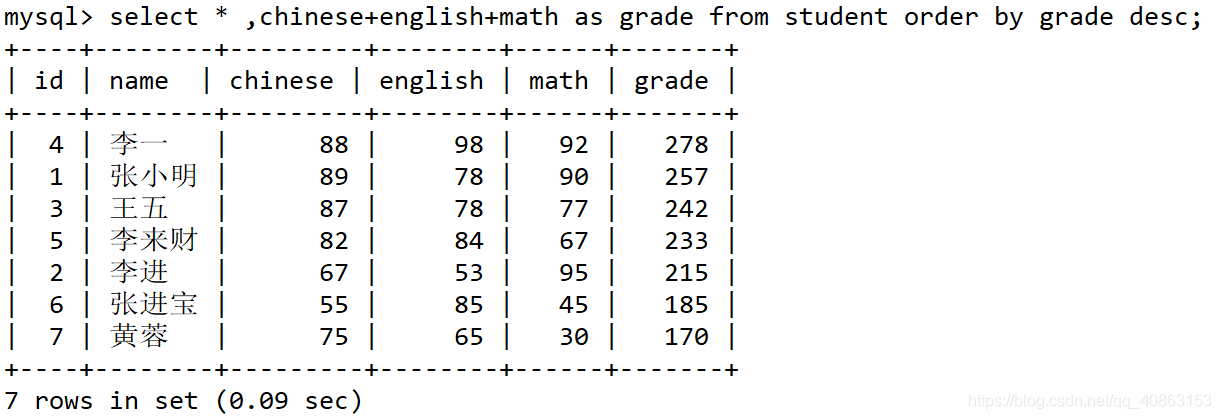 mysql> select * ,chinese+english+math as grade from student order by grade desc;
+----+--------+---------+---------+------+-------+
| id | name | chinese | english | math | grade |
+----+--------+---------+---------+------+-------+
| 4 | 李一 | 88 | 98 | 92 | 278 |
| 1 | 张小明 | 89 | 78 | 90 | 257 |
| 3 | 王五 | 87 | 78 | 77 | 242 |
| 5 | 李来财 | 82 | 84 | 67 | 233 |
| 2 | 李进 | 67 | 53 | 95 | 215 |
| 6 | 张进宝 | 55 | 85 | 45 | 185 |
| 7 | 黄蓉 | 75 | 65 | 30 | 170 |
+----+--------+---------+---------+------+-------+
7 rows in set (0.09 sec)
https://blog.csdn.net/qq_40863153